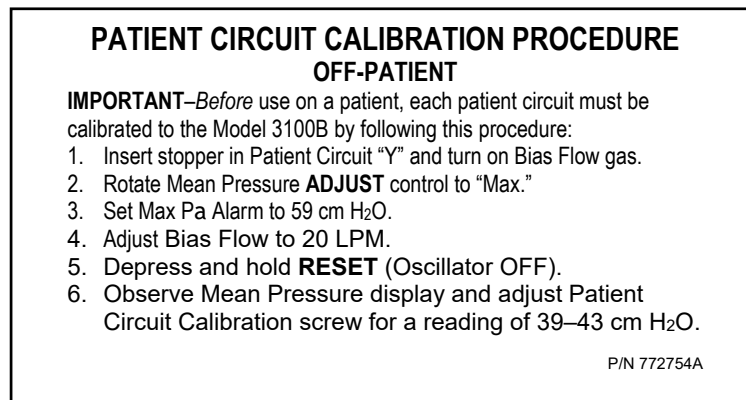 PATIENT CIRCUIT CALIBRATION PROCEDURE
OFF-PATIENT
IMPORTANT–Before use on a patient, each patient circuit must be
calibrated to the Model 3100B by following this procedure:
1. Insert stopper in Patient Circuit “Y” and turn on Bias Flow gas.
2. Rotate Mean Pressure ADJUST control to “Max.”
3. Set Max Pa Alarm to 59 cm H2O.
4. Adjust Bias Flow to 20 LPM.
5. Depress and hold RESET (Oscillator OFF).
6. Observe Mean Pressure display and adjust Patient
Circuit Calibration screw for a reading of 39–43 cm H2O.
P/N 772754A